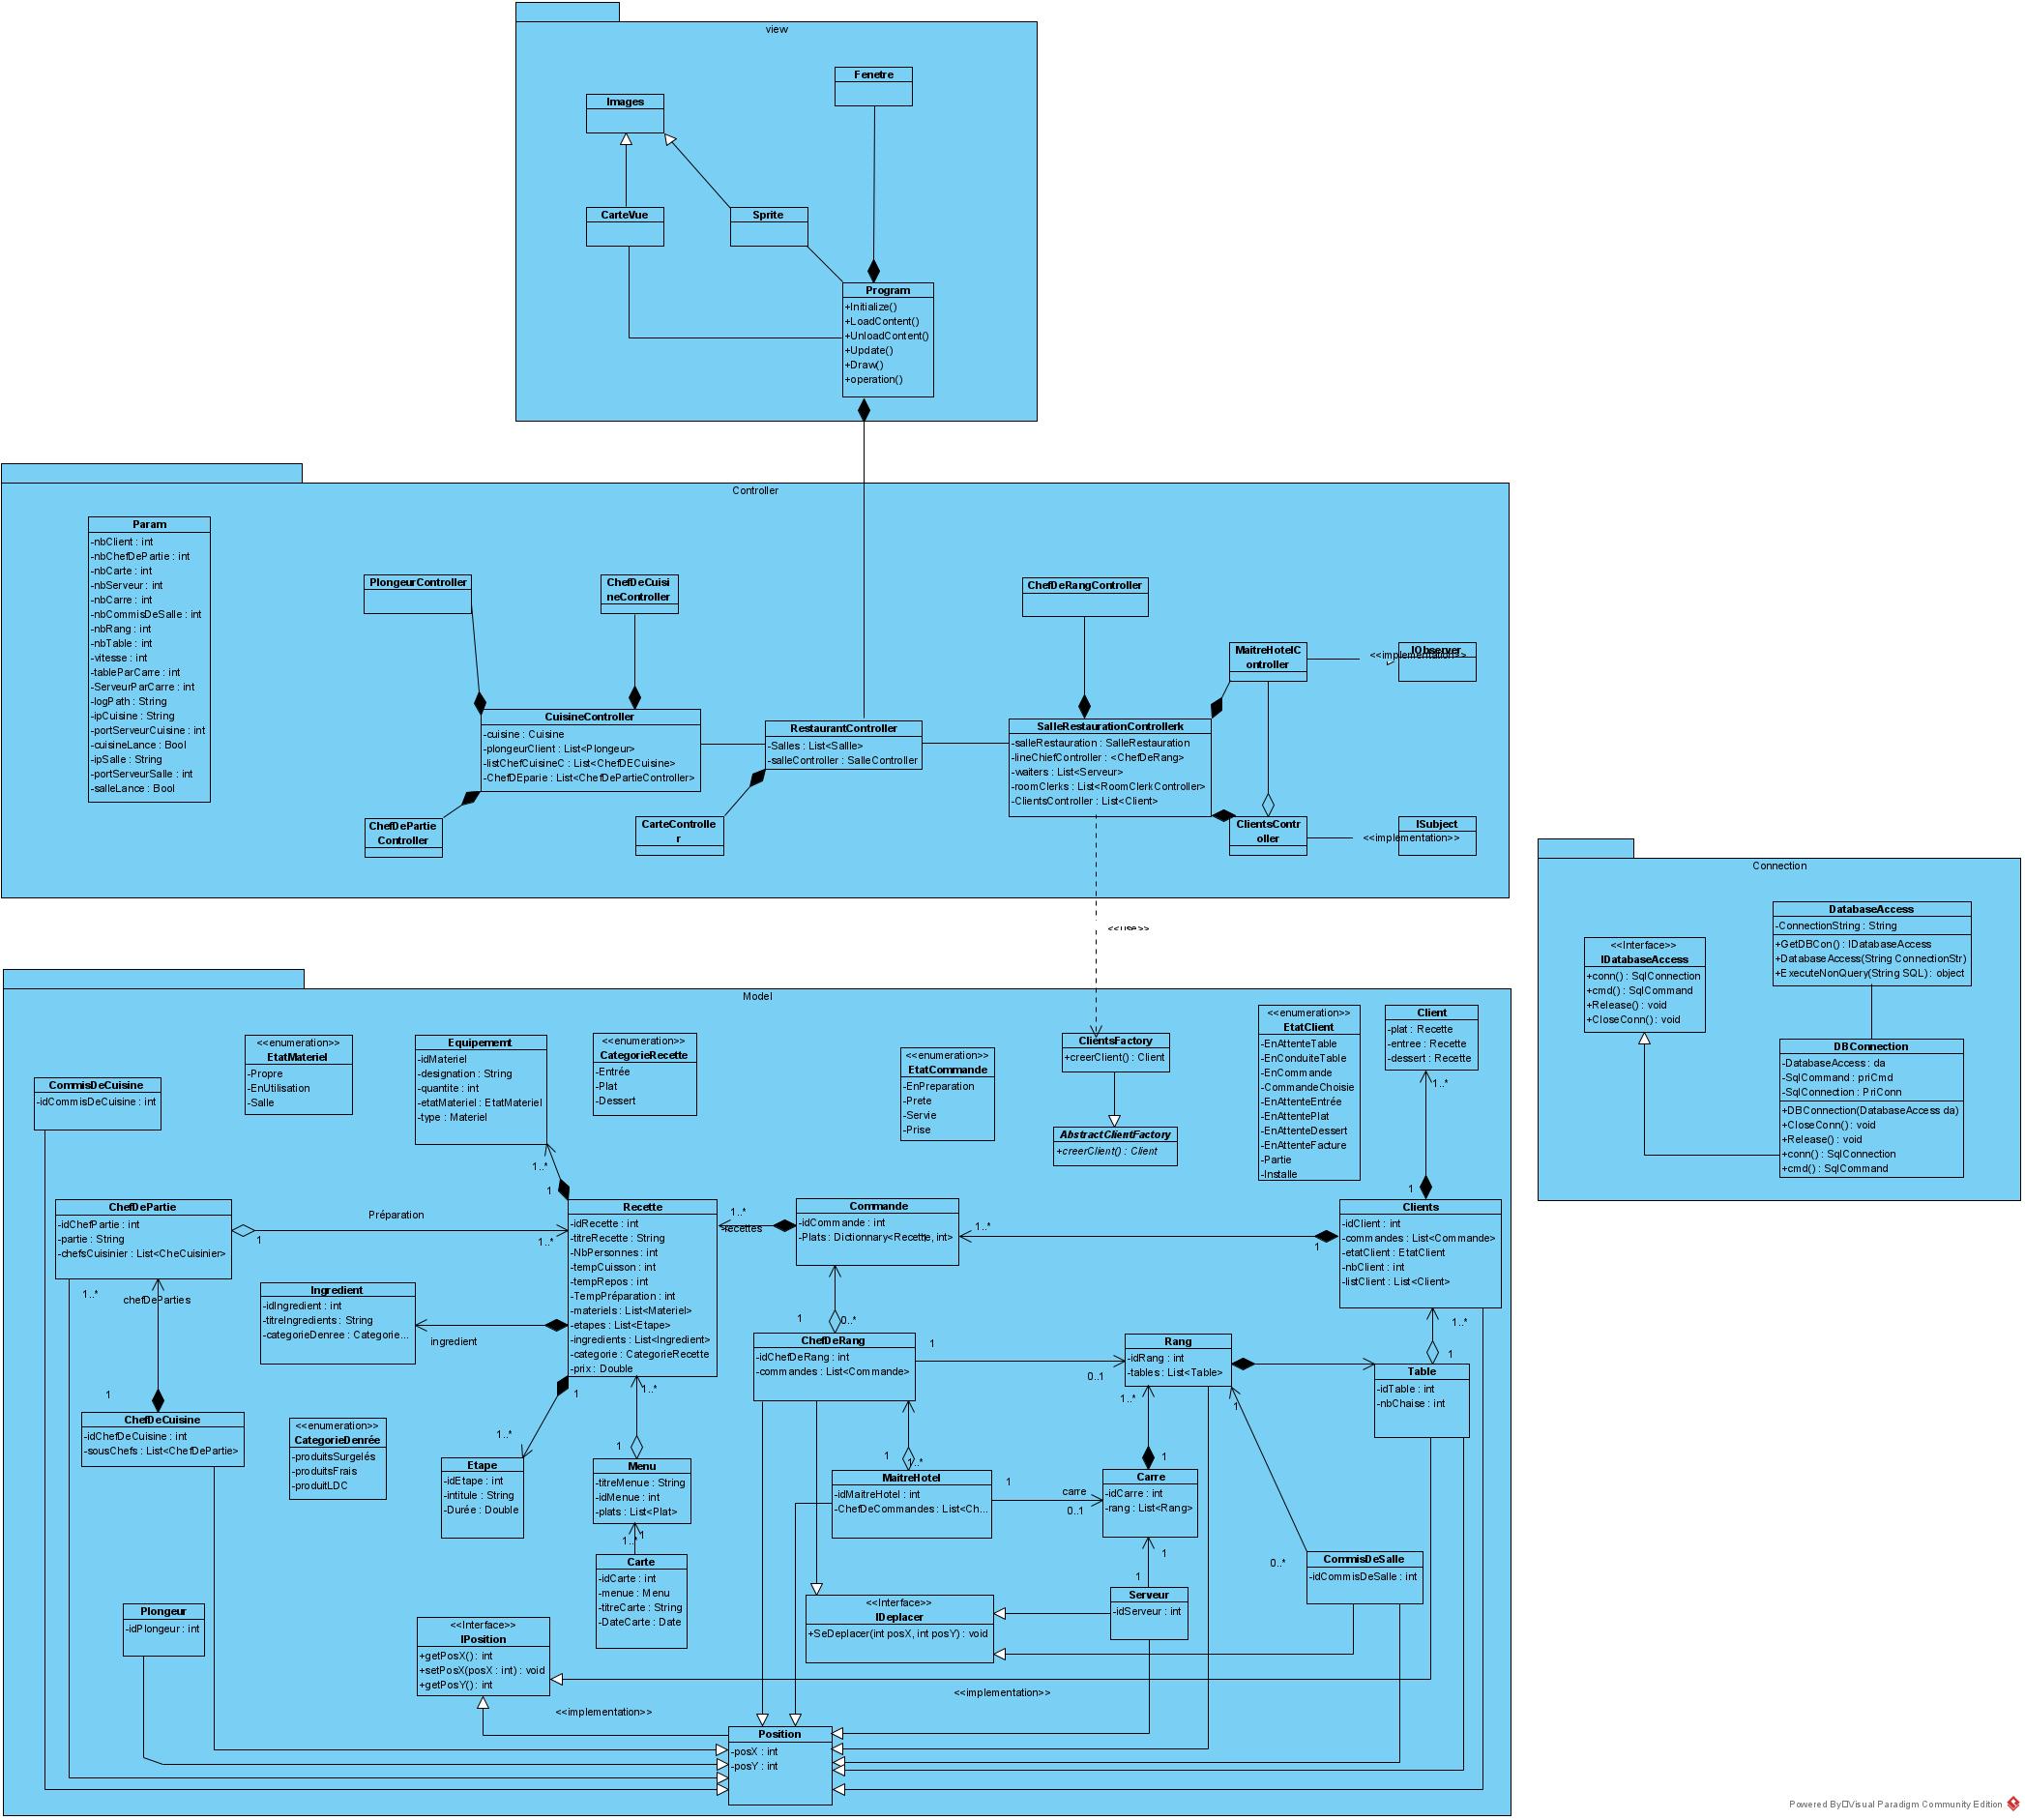 view
Fenetre
Images
CarteVue
Sprite
Program
+Initialize()
+LoadContent()
+UnloadContent()
+Update()
+Draw()
+operation()
Controller
Param
-nbClient : int
-nbChefDePartie : int
-nbCarte : int
-nbServeur : int
-nbCarre : int
-nbCommisDeSalle : int
-nbRang : int
-nbTable : int
-vitesse : int
-tableParCarre : int
-ServeurParCarre : int
-logPath : String
-ipCuisine : String
-portServeurCuisine : int
-cuisineLance : Bool
-ipSalle : String
-portServeurSalle : int
-salleLance : Bool
PlongeurController
ChefDeCuisi
neController
ChefDeRangController
MaitreHotelC
ontroller
<<implementation>>
IObserver
CuisineController
-cuisine : Cuisine
-plongeurClient : List<Plongeur>
-listChefCuisineC : List<ChefDECuisine>
-ChefDEparie : List<ChefDePartieController>
RestaurantController
-Salles : List<Sallle>
-salleController : SalleController
SalleRestaurationControllerk
-salleRestauration : SalleRestauration
-lineChiefController : <ChefDeRang>
-waiters : List<Serveur>
-roomClerks : List<RoomClerkController>
-ClientsController : List<Client>
ChefDePartie
Controller
CarteControlle
r
ClientsContr
oller
<<implementation>>
ISubject
<<use>>
Connection
DatabaseAccess
-ConnectionString : String
+GetDBCon() : IDatabaseAccess
+DatabaseAccess(String ConnectionStr)
+ExecuteNonQuery(String SQL) : object
<<Interface>>
IDatabaseAccess
+conn() : SqlConnection
+cmd() : SqlCommand
+Release() : void
+CloseConn() : void
DBConnection
-DatabaseAccess : da
-SqlCommand : priCmd
-SqlConnection : PriConn
+DBConnection(DatabaseAccess da)
+CloseConn() : void
+Release() : void
+conn() : SqlConnection
+cmd() : SqlCommand
Model
CommisDeCuisine
-idCommisDeCuisine : int
<<enumeration>>
EtatMateriel
-Propre
-EnUtilisation
-Salle
Equipememt
-idMateriel
-designation : String
-quantite : int
-etatMateriel : EtatMateriel
-type : Materiel
<<enumeration>>
CategorieRecette
-Entrée
-Plat
-Dessert
<<enumeration>>
EtatCommande
-EnPreparation
-Prete
-Servie
-Prise
ClientsFactory
+creerClient() : Client
AbstractClientFactory
+creerClient() : Client
<<enumeration>>
EtatClient
-EnAttenteTable
-EnConduiteTable
-EnCommande
-CommandeChoisie
-EnAttenteEntrée
-EnAttentePlat
-EnAttenteDessert
-EnAttenteFacture
-Partie
-Installe
Client
-plat : Recette
-entree : Recette
-dessert : Recette
1..*
1
1..*
1
ChefDePartie
-idChefPartie : int
-partie : String
-chefsCuisinier : List<CheCuisinier>
Préparation
1
1..*
Recette
-idRecette : int
-titreRecette : String
-NbPersonnes : int
-tempCuisson : int
-tempRepos : int
-TempPréparation : int
-materiels : List<Materiel>
-etapes : List<Etape>
-ingredients : List<Ingredient>
-categorie : CategorieRecette
-prix : Double
1..*
-recettes
Commande
-idCommande : int
-Plats : Dictionnary<Recettte, int>
1..*
1
Clients
-idClient : int
-commandes : List<Commande>
-etatClient : EtatClient
-nbClient : int
-listClient : List<Client>
1..*
chefDeParties
1
Ingredient
-idIngredient : int
-titreIngredients : String
-categorieDenree : Categorie...
ingredient
1
0..*
ChefDeRang
-idChefDeRang : int
-commandes : List<Commande>
1
0..1
Rang
-idRang : int
-tables : List<Table>
1..*
1
Table
-idTable : int
-nbChaise : int
ChefDeCuisine
-idChefDeCuisine : int
-sousChefs : List<ChefDePartie>
<<enumeration>>
CategorieDenrée
-produitsSurgelés
-produitsFrais
-produitLDC
1
1..*
Etape
-idEtape : int
-intitule : String
-Durée : Double
1..*
1
Menu
-titreMenue : String
-idMenue : int
-plats : List<Plat>
1..*
1
Carte
-idCarte : int
-menue : Menu
-titreCarte : String
-DateCarte : Date
1
1..*
MaitreHotel
-idMaitreHotel : int
-ChefDeCommandes : List<Ch...
1
carre
0..1
1..*
1
Carre
-idCarre : int
-rang : List<Rang>
1
1
Serveur
-idServeur : int
1
0..*
CommisDeSalle
-idCommisDeSalle : int
Plongeur
-idPlongeur : int
<<Interface>>
IPosition
+getPosX() : int
+setPosX(posX : int) : void
+getPosY() : int
<<Interface>>
IDeplacer
+SeDeplacer(int posX, int posY) : void
<<implementation>>
<<implementation>>
Position
-posX : int
-posY : int
Powered By Visual Paradigm Community Edition